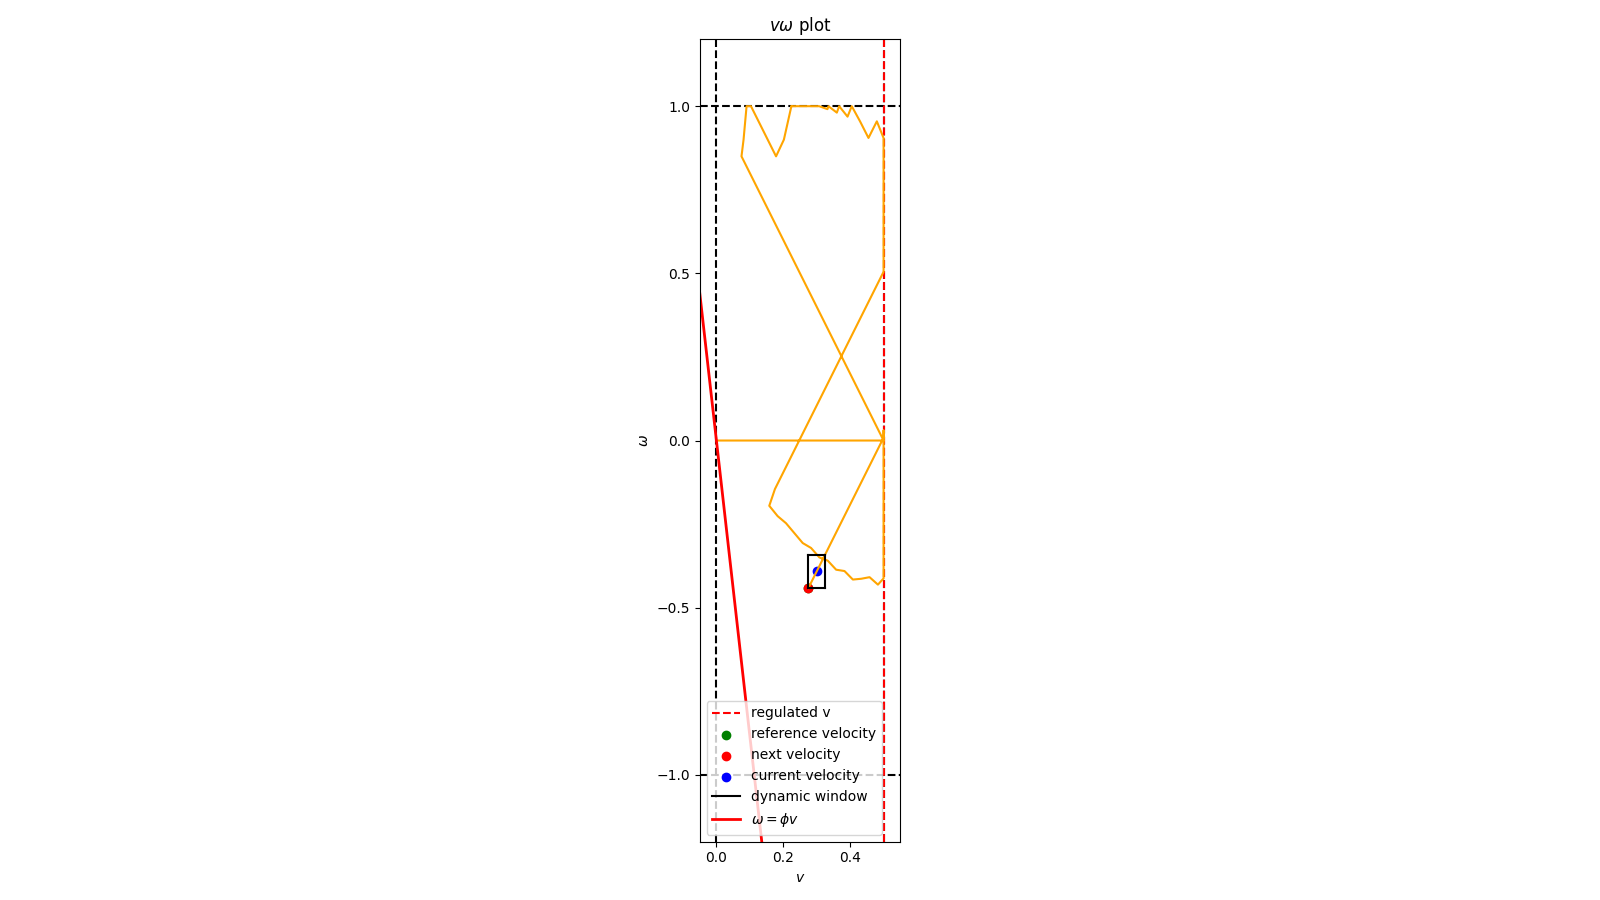 vω plot
1.0
0.5
0.0
−0.5
−1.0
ω
regulated v
reference velocity
next velocity
current velocity
dynamic window
ω = ϕv
0.0 0.2 0.4
v